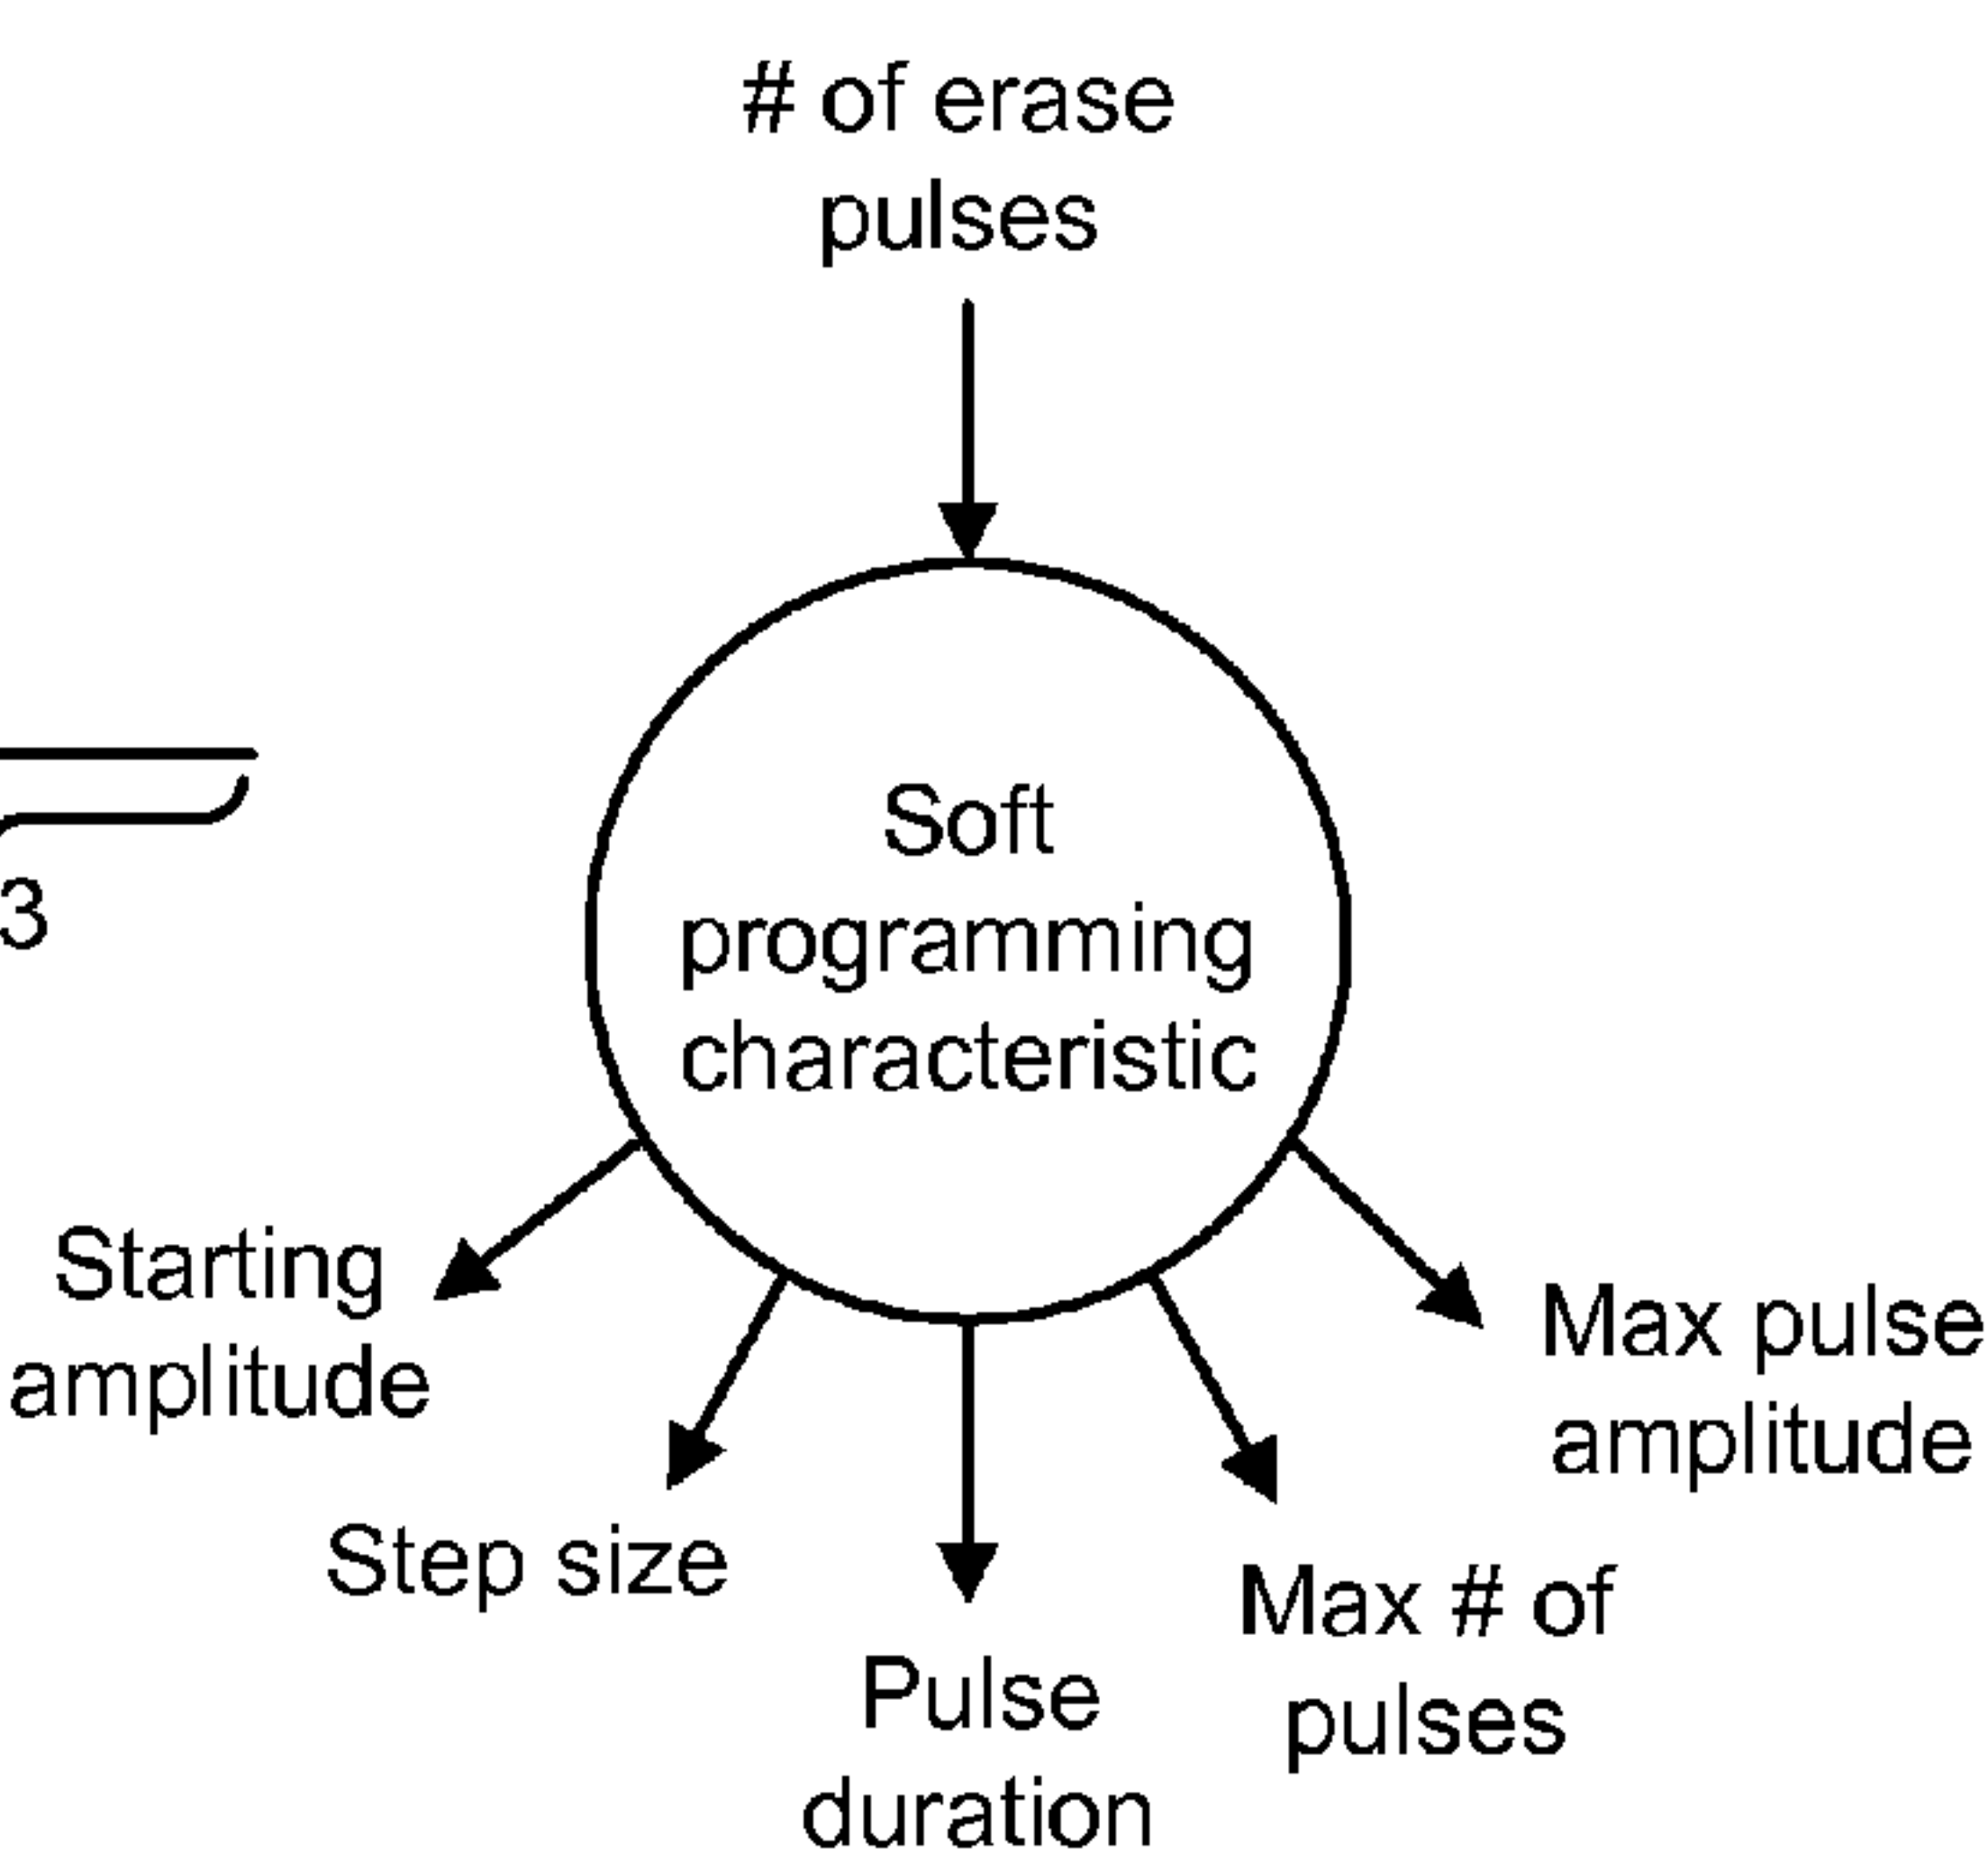 # of erase
pulses
Soft
programming
characteristic
3
Starting
amplitude
Step size
Pulse
duration
Max # of
pulses
Max pulse
amplitude